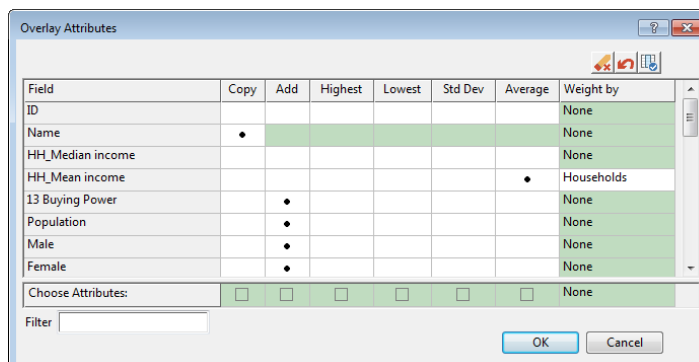 Overlay Attributes
Field Copy Add Highest Lowest Std Dev Average Weight by
ID None
Name None
HH_Median income None
HH_Mean income Households
13 Buying Power None
Population None
Male None
Female None
Choose Attributes: None
Filter
OK Cancel